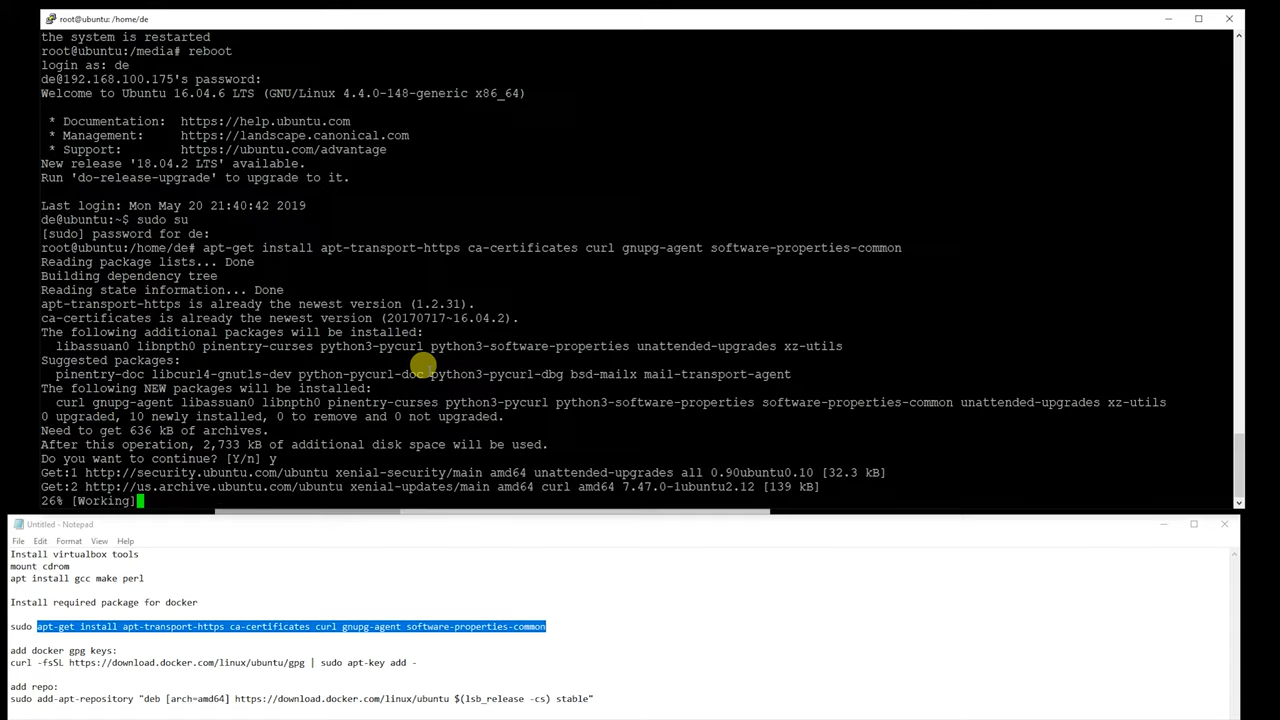 root@ubuntu: /home/de
the system is restarted
root@ubuntu:/media# reboot
login as: de
de@192.168.100.175's password:
Welcome to Ubuntu 16.04.6 LTS (GNU/Linux 4.4.0-148-generic x86_64)
* Documentation:  https://help.ubuntu.com
* Management:     https://landscape.canonical.com
* Support:        https://ubuntu.com/advantage
New release '18.04.2 LTS' available.
Run 'do-release-upgrade' to upgrade to it.
Last login: Mon May 20 21:40:42 2019
de@ubuntu:~$ sudo su
[sudo] password for de:
root@ubuntu:/home/de# apt-get install apt-transport-https ca-certificates curl gnupg-agent software-properties-common
Reading package lists... Done
Building dependency tree
Reading state information... Done
apt-transport-https is already the newest version (1.2.31).
ca-certificates is already the newest version (20170717~16.04.2).
The following additional packages will be installed:
libassuan0 libnpth0 pinentry-curses python3-pycurl python3-software-properties unattended-upgrades xz-utils
Suggested packages:
pinentry-doc libcurl4-gnutls-dev python-pycurl-doc python3-pycurl-dbg bsd-mailx mail-transport-agent
The following NEW packages will be installed:
curl gnupg-agent libassuan0 libnpth0 pinentry-curses python3-pycurl python3-software-properties software-properties-common unattended-upgrades xz-utils
0 upgraded, 10 newly installed, 0 to remove and 0 not upgraded.
Need to get 636 kB of archives.
After this operation, 2,733 kB of additional disk space will be used.
Do you want to continue? [Y/n] y
Get:1 http://security.ubuntu.com/ubuntu xenial-security/main amd64 unattended-upgrades all 0.90ubuntu0.10 [32.3 kB]
Get:2 http://us.archive.ubuntu.com/ubuntu xenial-updates/main amd64 curl amd64 7.47.0-1ubuntu2.12 [139 kB]
26% [Working]
Untitled - Notepad
File Edit Format View Help
Install virtualbox tools
mount cdrom
apt install gcc make perl
Install required package for docker
sudo apt-get install apt-transport-https ca-certificates curl gnupg-agent software-properties-common
add docker gpg keys:
curl -fsSL https://download.docker.com/linux/ubuntu/gpg | sudo apt-key add -
add repo:
sudo add-apt-repository "deb [arch=amd64] https://download.docker.com/linux/ubuntu $(lsb_release -cs) stable"